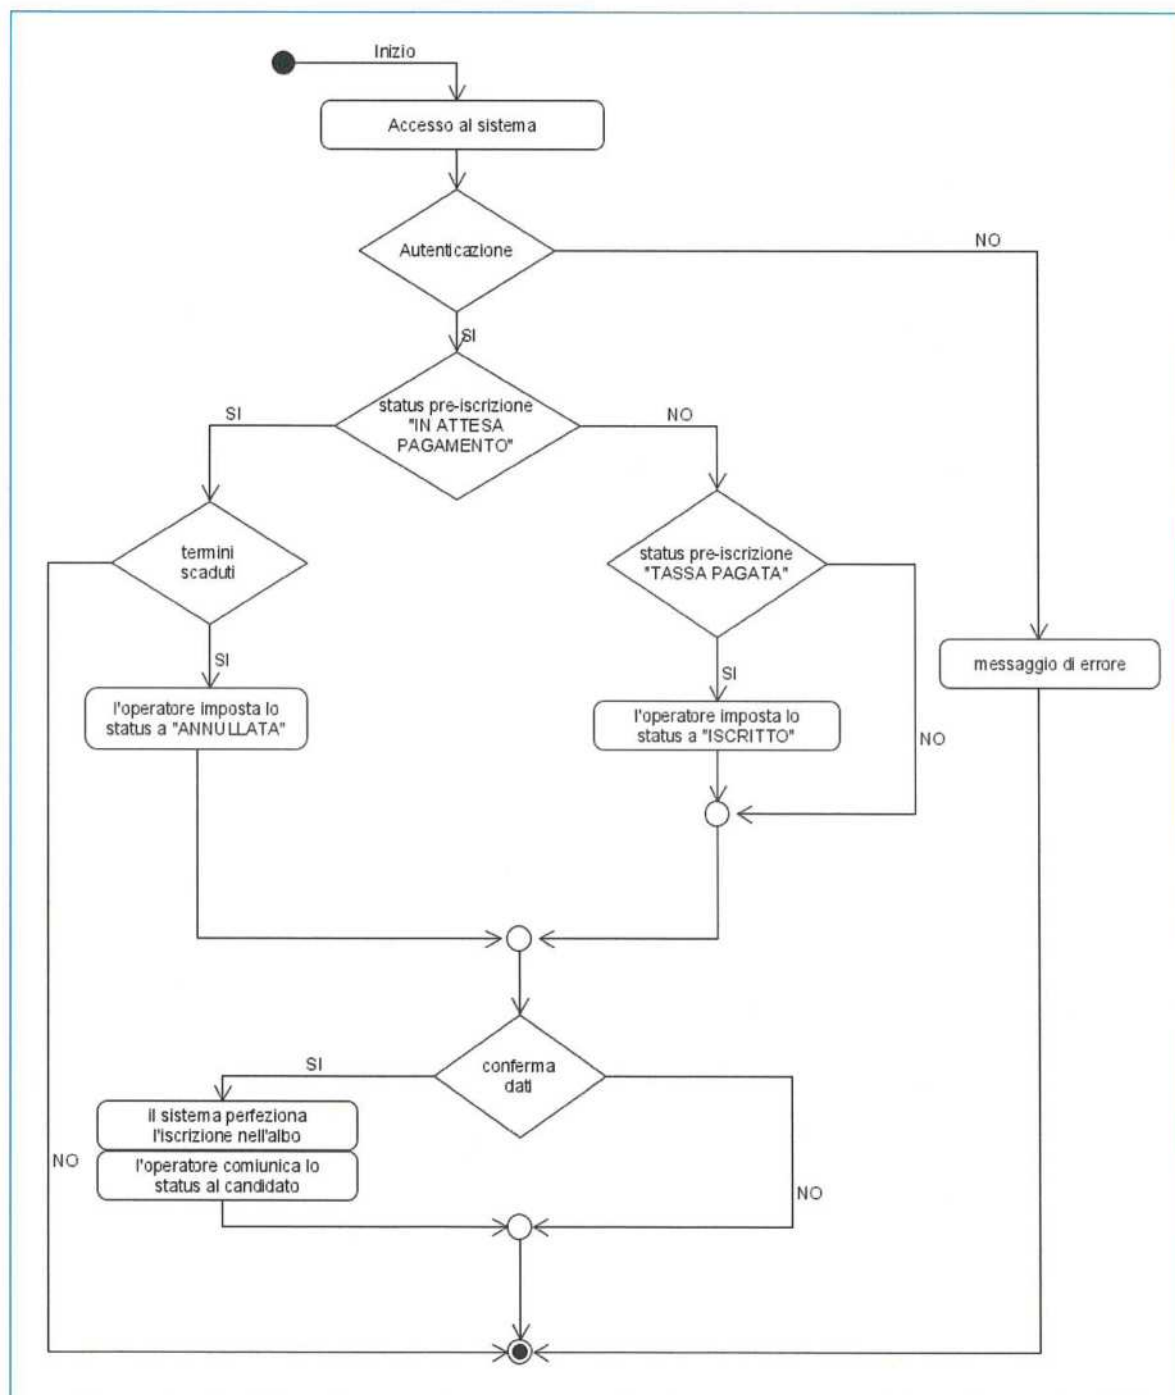 Inizio
Accesso al sistema
Autenticazione
NO
SI
status pre-iscrizione
"IN ATTESA
PAGAMENTO"
SI
NO
termini
scaduti
status pre-iscrizione
"TASSA PAGATA"
SI
SI
messaggio di errore
l'operatore imposta lo
status a "ANNULLATA"
l'operatore imposta lo
status a "ISCRITTO"
NO
conferma
dati
SI
il sistema perfeziona
l'iscrizione nell'albo
l'operatore comiunica lo
status al candidato
NO
NO